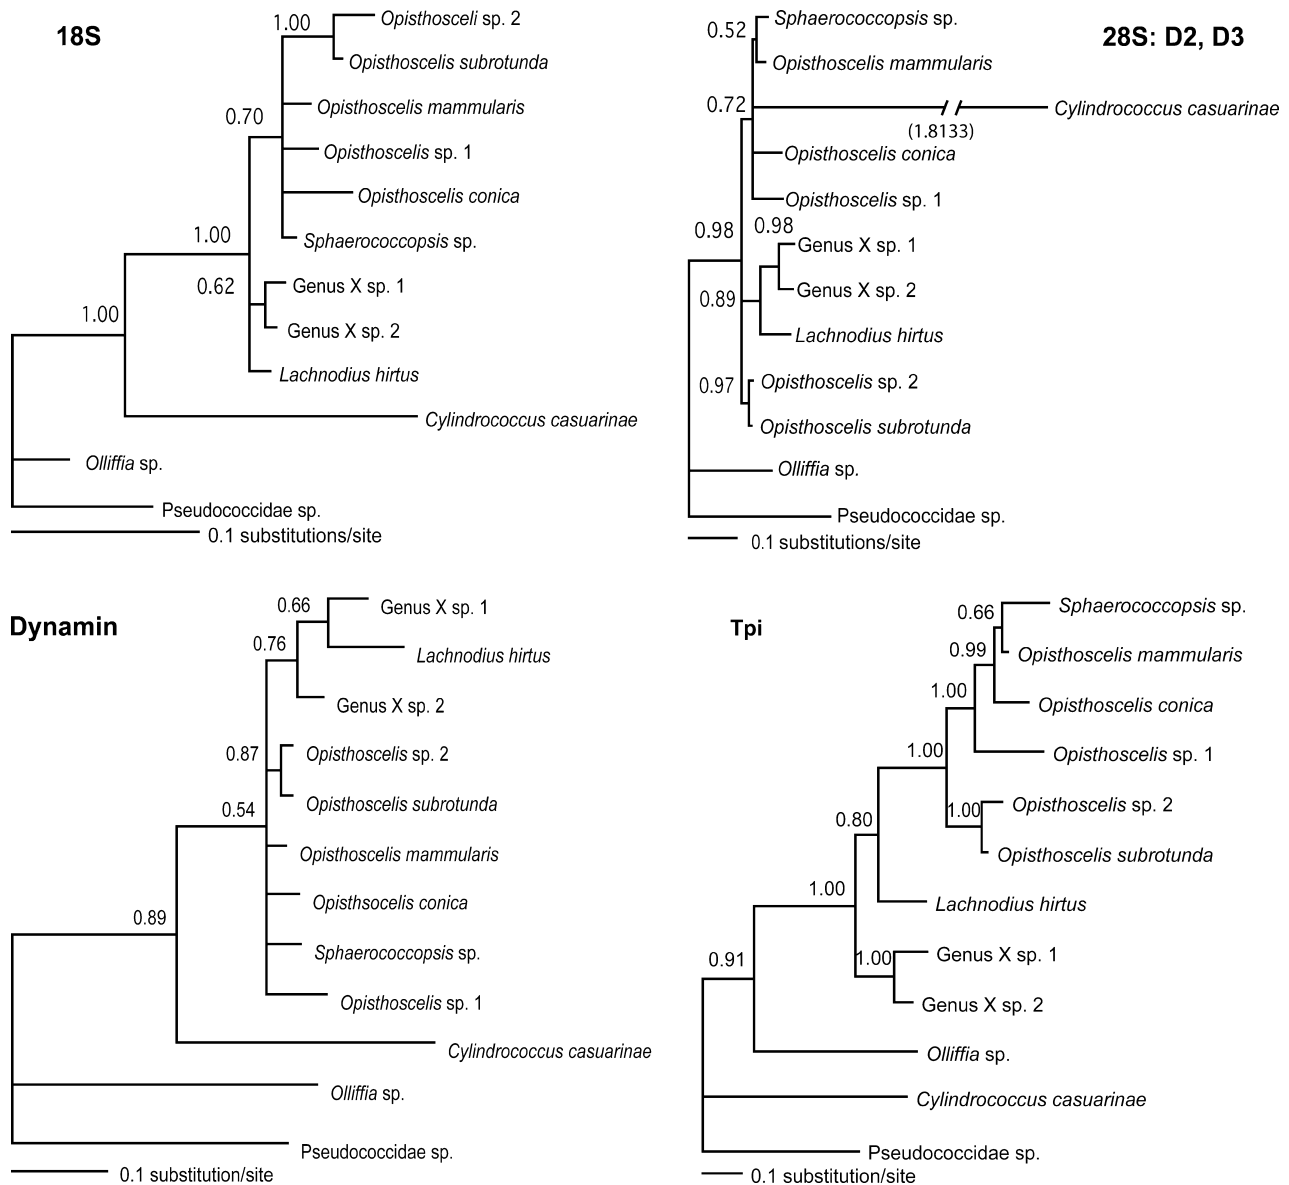 18S
1.00
Opisthosceli sp. 2
Opisthoscelis subrotunda
0.70
Opisthoscelis mammularis
Opisthoscelis sp. 1
Opisthoscelis conica
1.00
Sphaerococcopsis sp.
0.62
Genus X sp. 1
1.00
Genus X sp. 2
Lachnodius hirtus
Cylindrococcus casuarinae
Olliffia sp.
Pseudococcidae sp.
0.1 substitutions/site
28S: D2, D3
0.52
Sphaerococcopsis sp.
Opisthoscelis mammularis
0.72
Cylindrococcus casuarinae
(1.8133)
Opisthoscelis conica
Opisthoscelis sp. 1
0.98
0.98
Genus X sp. 1
0.89
Genus X sp. 2
Lachnodius hirtus
0.97
Opisthoscelis sp. 2
Opisthoscelis subrotunda
Olliffia sp.
Pseudococcidae sp.
0.1 substitutions/site
Dynamin
0.66
Genus X sp. 1
0.76
Lachnodius hirtus
Genus X sp. 2
0.87
Opisthoscelis sp. 2
Opisthoscelis subrotunda
0.54
Opisthoscelis mammularis
Opisthsocelis conica
0.89
Sphaerococcopsis sp.
Opisthoscelis sp. 1
Cylindrococcus casuarinae
Olliffia sp.
Pseudococcidae sp.
0.1 substitution/site
Tpi
0.66
Sphaerococcopsis sp.
0.99
Opisthoscelis mammularis
1.00
Opisthoscelis conica
1.00
Opisthoscelis sp. 1
1.00
Opisthoscelis sp. 2
0.80
Opisthoscelis subrotunda
1.00
Lachnodius hirtus
0.91
1.00
Genus X sp. 1
Genus X sp. 2
Olliffia sp.
Cylindrococcus casuarinae
Pseudococcidae sp.
0.1 substitution/site